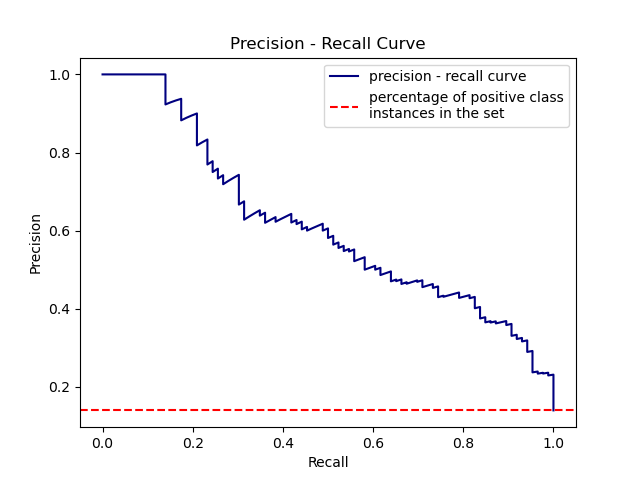 Precision - Recall Curve
precision - recall curve
percentage of positive class
instances in the set
Precision
1.0
0.8
0.6
0.4
0.2
0.0 0.2 0.4 0.6 0.8 1.0
Recall